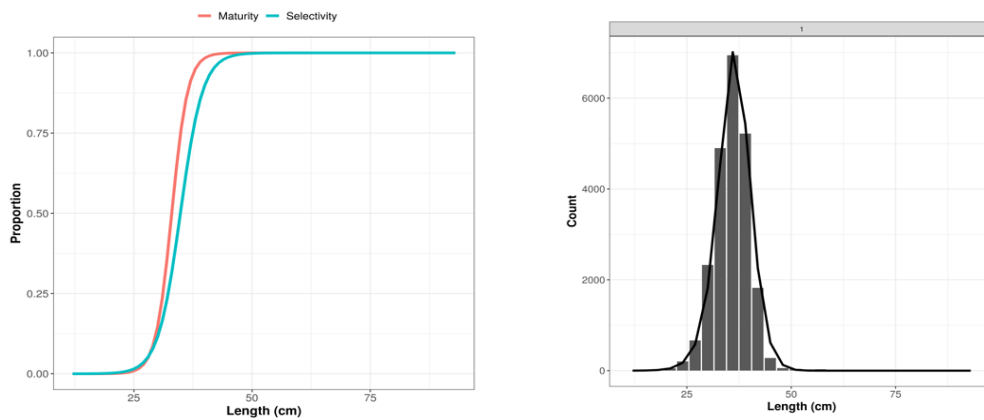 Maturity Selectivity
1.00
0.75
0.50
0.25
0.00
Proportion
25 50 75
Length (cm)
1
6000
4000
2000
0
Count
25 50 75
Length (cm)